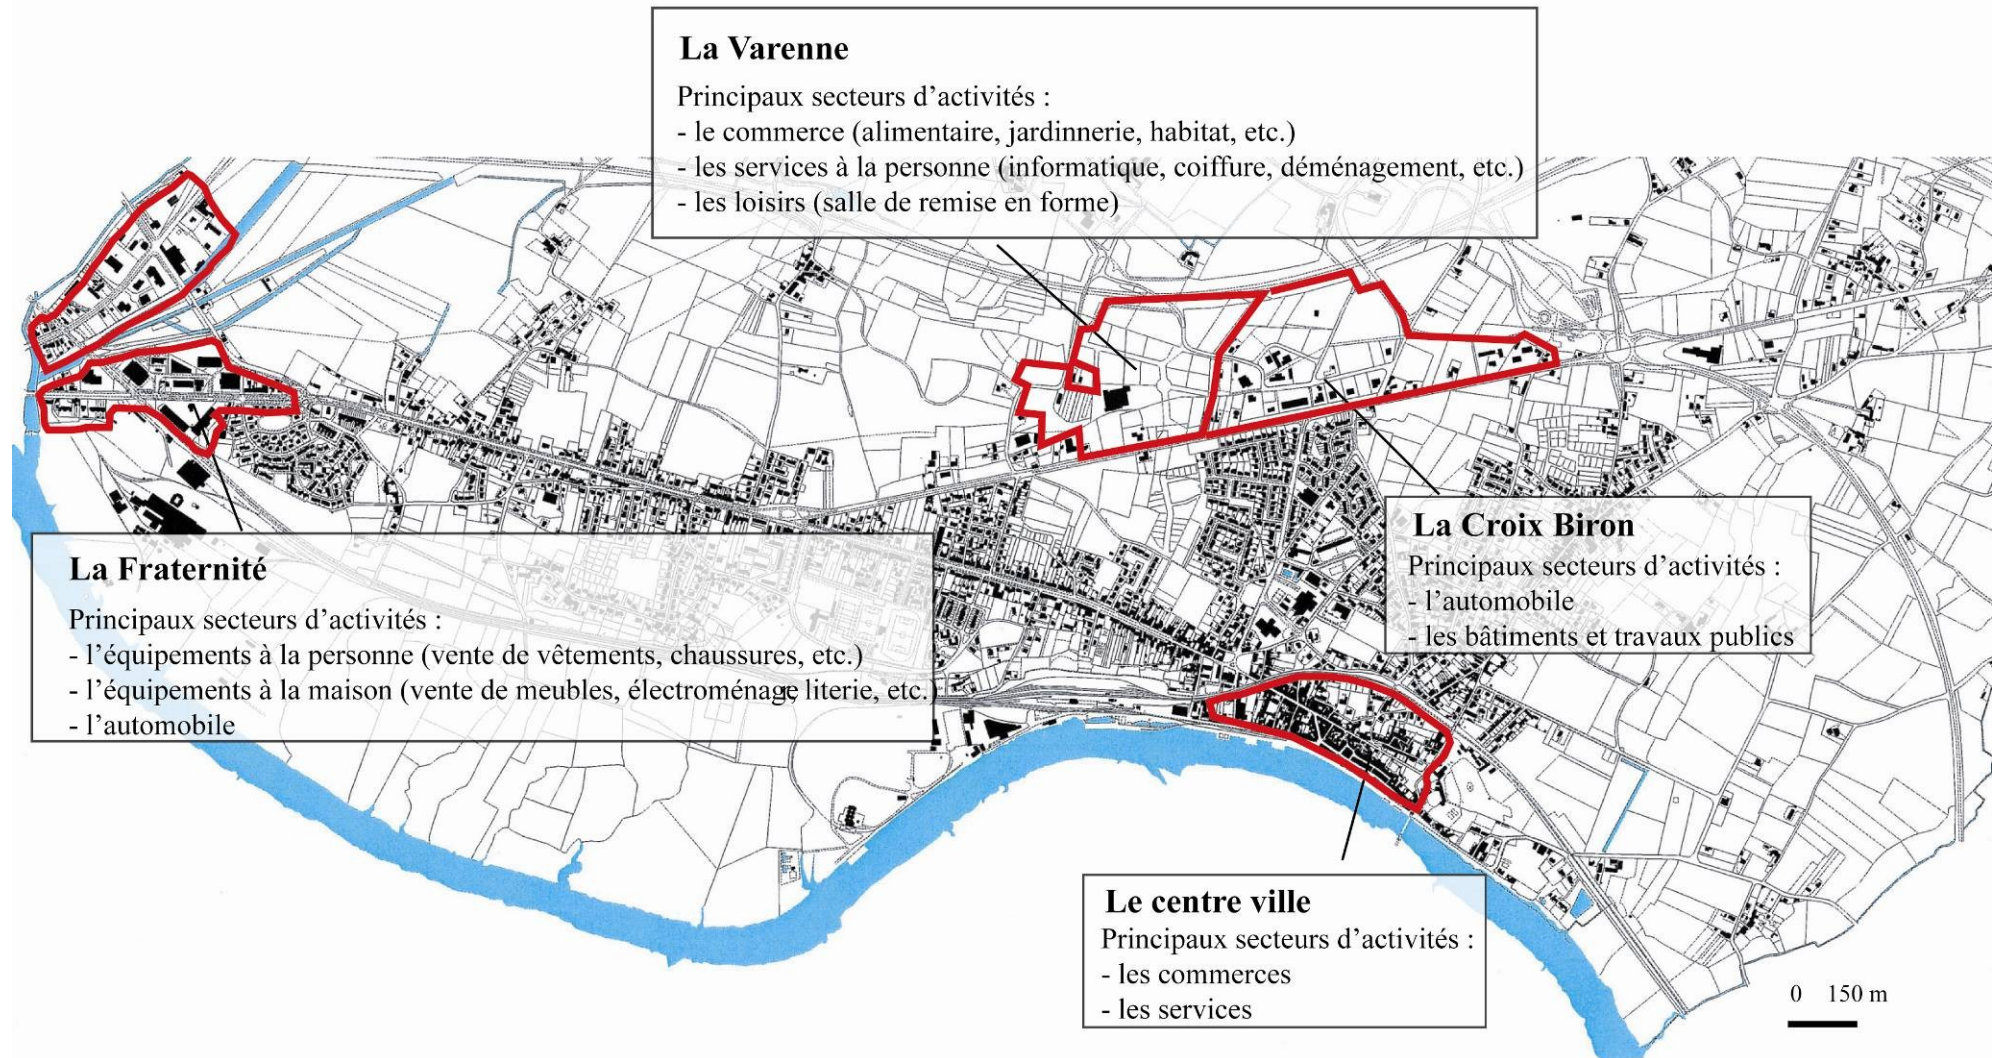 La Varenne
Principaux secteurs d’activités :
- le commerce (alimentaire, jardinnerie, habitat, etc.)
- les services à la personne (informatique, coiffure, déménagement, etc.)
- les loisirs (salle de remise en forme)
La Croix Biron
Principaux secteurs d’activités :
- l’automobile
- les bâtiments et travaux publics
La Fraternité
Principaux secteurs d’activités :
- l’équipements à la personne (vente de vêtements, chaussures, etc.)
- l’équipements à la maison (vente de meubles, électroménage literie, etc.)
- l’automobile
Le centre ville
Principaux secteurs d’activités :
- les commerces
- les services
0 150 m